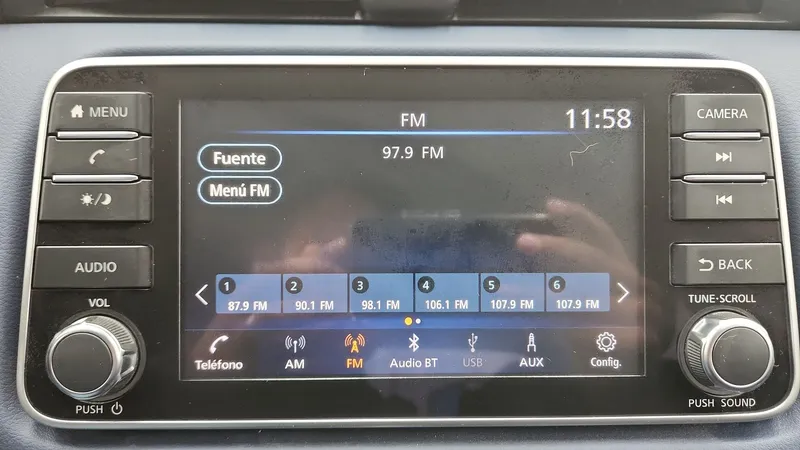 MENU
AUDIO
VOL
PUSH
FM
11:58
97.9 FM
Fuente
Menú FM
1 2 3 4 5 6
87.9 FM 90.1 FM 98.1 FM 106.1 FM 107.9 FM 107.9 FM
Teléfono AM FM Audio BT USB AUX Config.
CAMERA
BACK
TUNE·SCROLL
PUSH SOUND